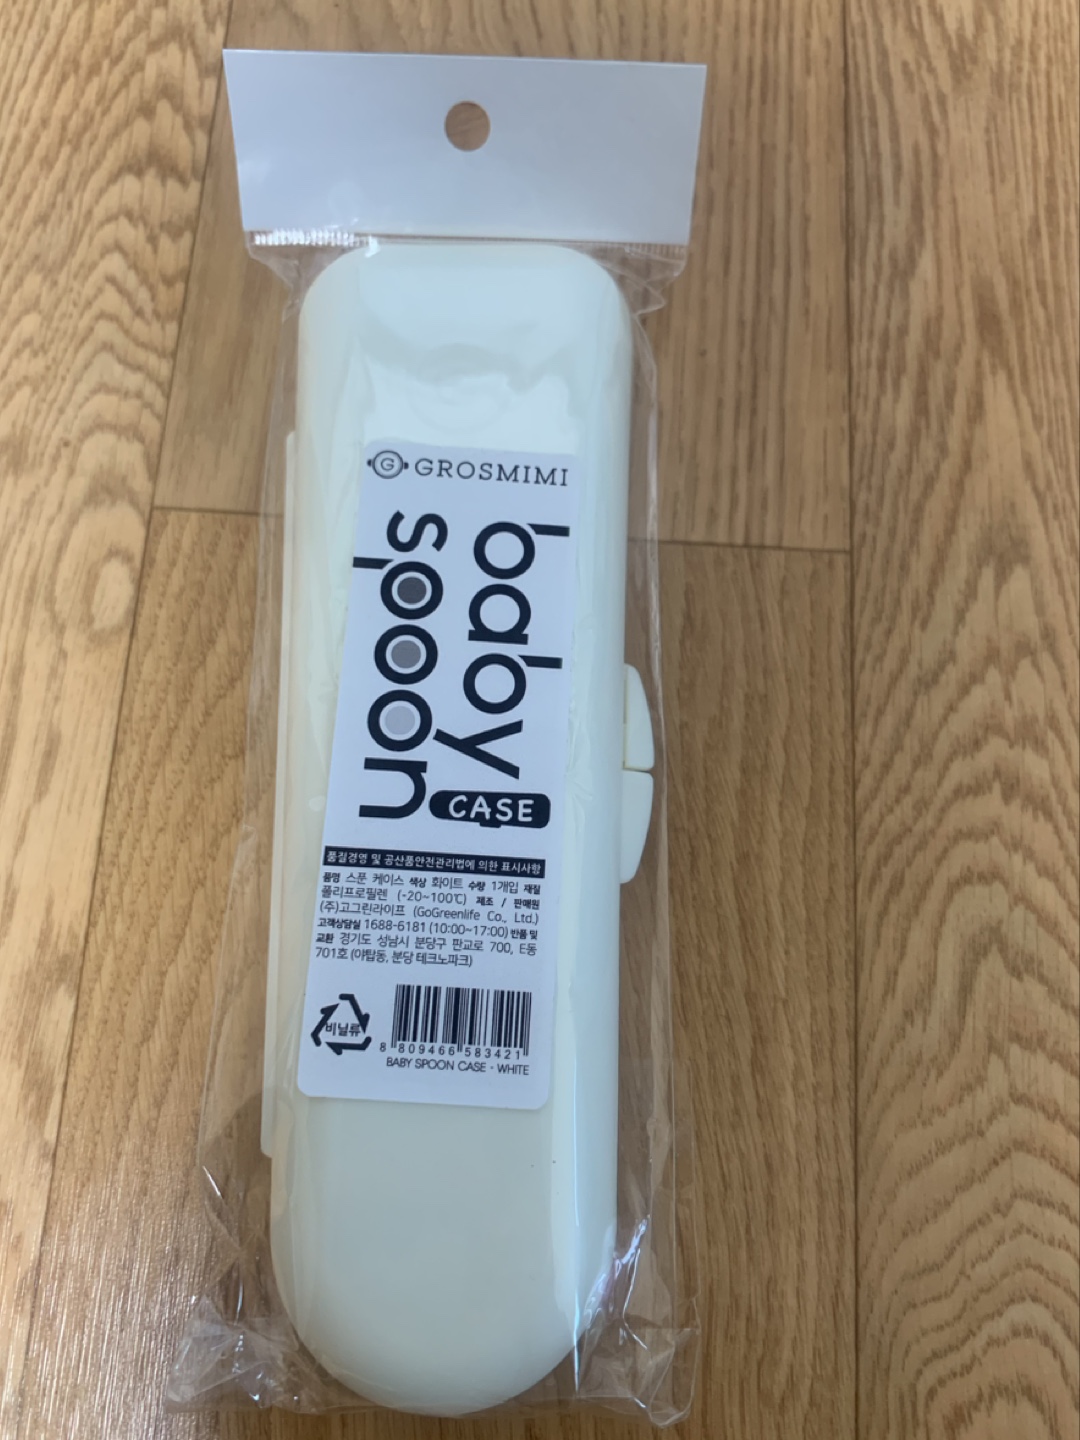 G GROSMIMI
baby
spooon
CASE
품질경영 및 공산품안전관리법에 의한 표시사항
품명 스푼 케이스 색상 화이트 수량 1개입 재질
폴리프로필렌 (-20~100℃) 제조 / 판매원
(주)고그린라이프 (GoGreenlife Co., Ltd.)
고객상담실 1688-6181 (10:00~17:00) 반품 및
교환 경기도 성남시 분당구 판교로 700, E동
701호 (야탑동, 분당 테크노파크)
비닐류
8 809466 583421
BABY SPOON CASE - WHITE